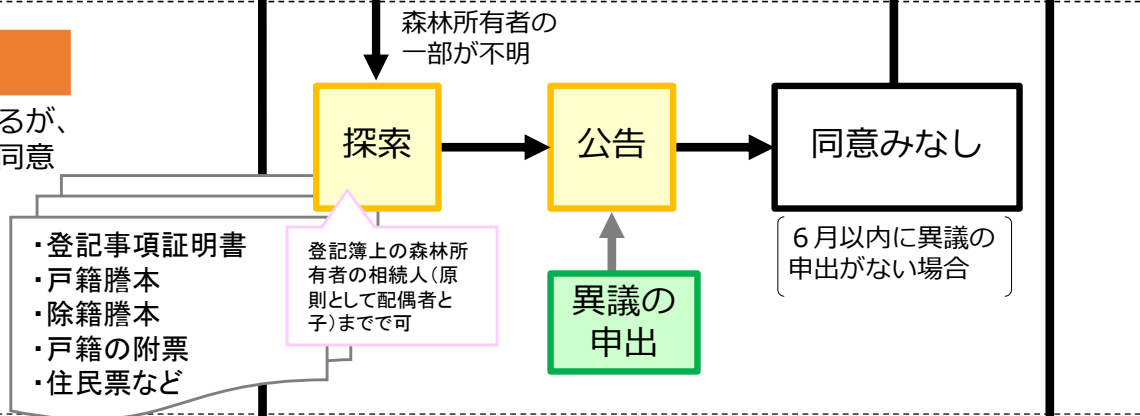 森林所有者の
一部が不明
るが、
同意
探索
公告
同意みなし
・登記事項証明書
・戸籍謄本
・除籍謄本
・戸籍の附票
・住民票など
登記簿上の森林所
有者の相続人(原
則として配偶者と
子)までで可
異議の
申出
６月以内に異議の
申出がない場合